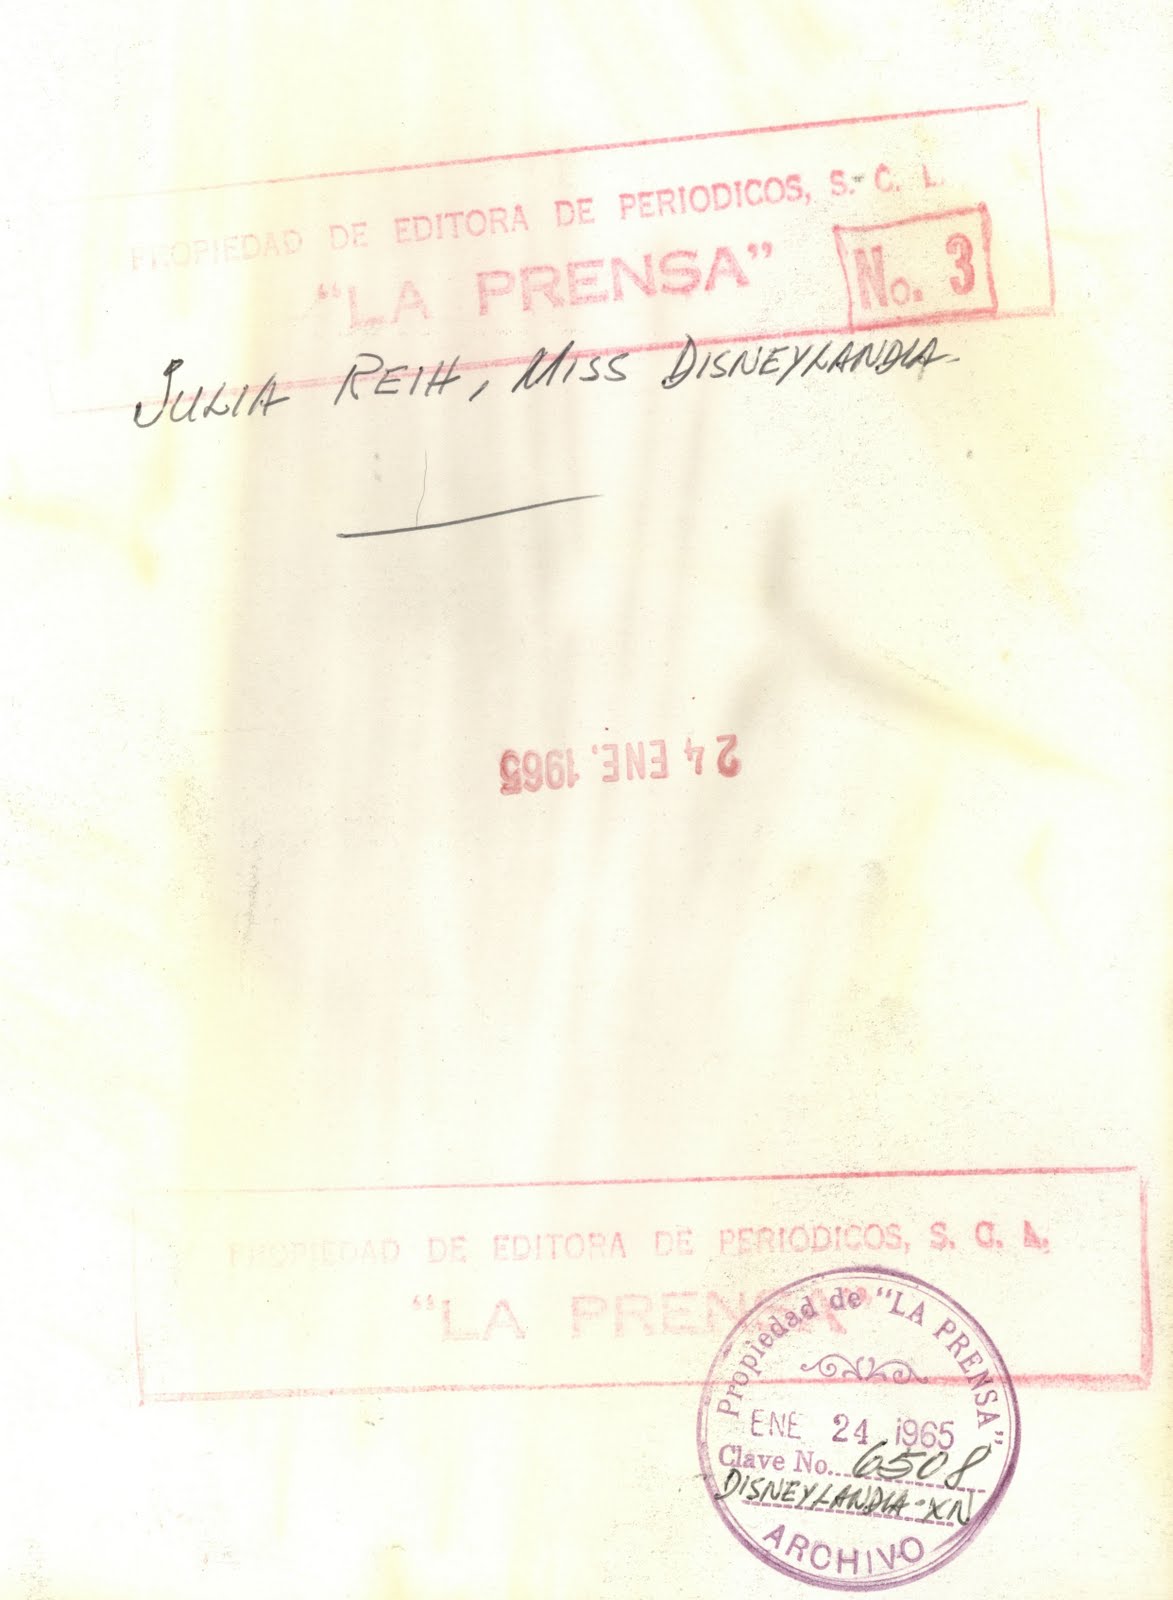 PROPIEDAD DE EDITORA DE PERIODICOS, S. C. L.
"LA PRENSA"
No. 3
JULIA REIH, MISS DISNEYLANDIA.
24 ENE. 1965
PROPIEDAD DE EDITORA DE PERIODICOS, S. C. L.
"LA PRENSA"
Propiedad de "LA PRENSA"
ENE 24 1965
Clave No. 6508
DISNEYLANDIA-XN
ARCHIVO